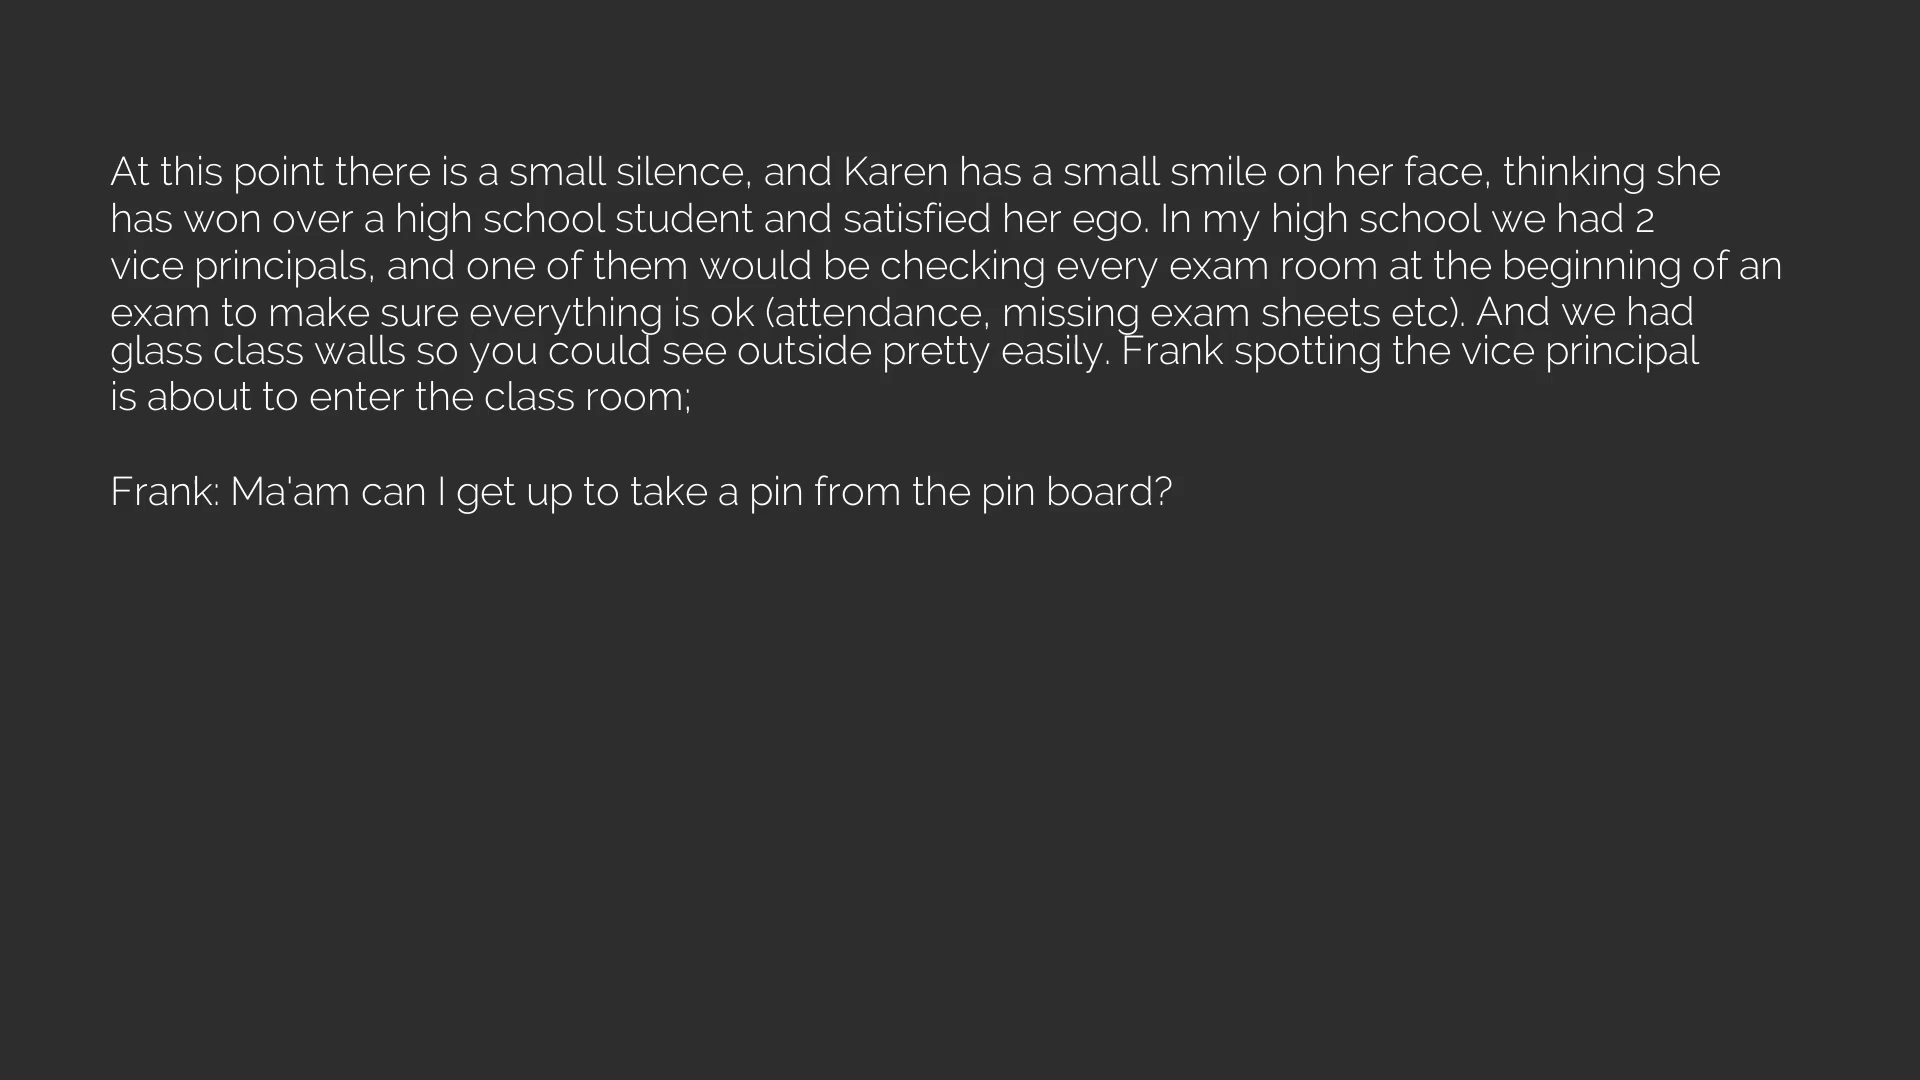 At this point there is a small silence, and Karen has a small smile on her face, thinking she
has won over a high school student and satisfied her ego. In my high school we had 2
vice principals, and one of them would be checking every exam room at the beginning of an
exam to make sure everything is ok (attendance, missing exam sheets etc). And we had
glass class walls so you could see outside pretty easily. Frank spotting the vice principal
is about to enter the class room;
Frank: Ma'am can I get up to take a pin from the pin board?